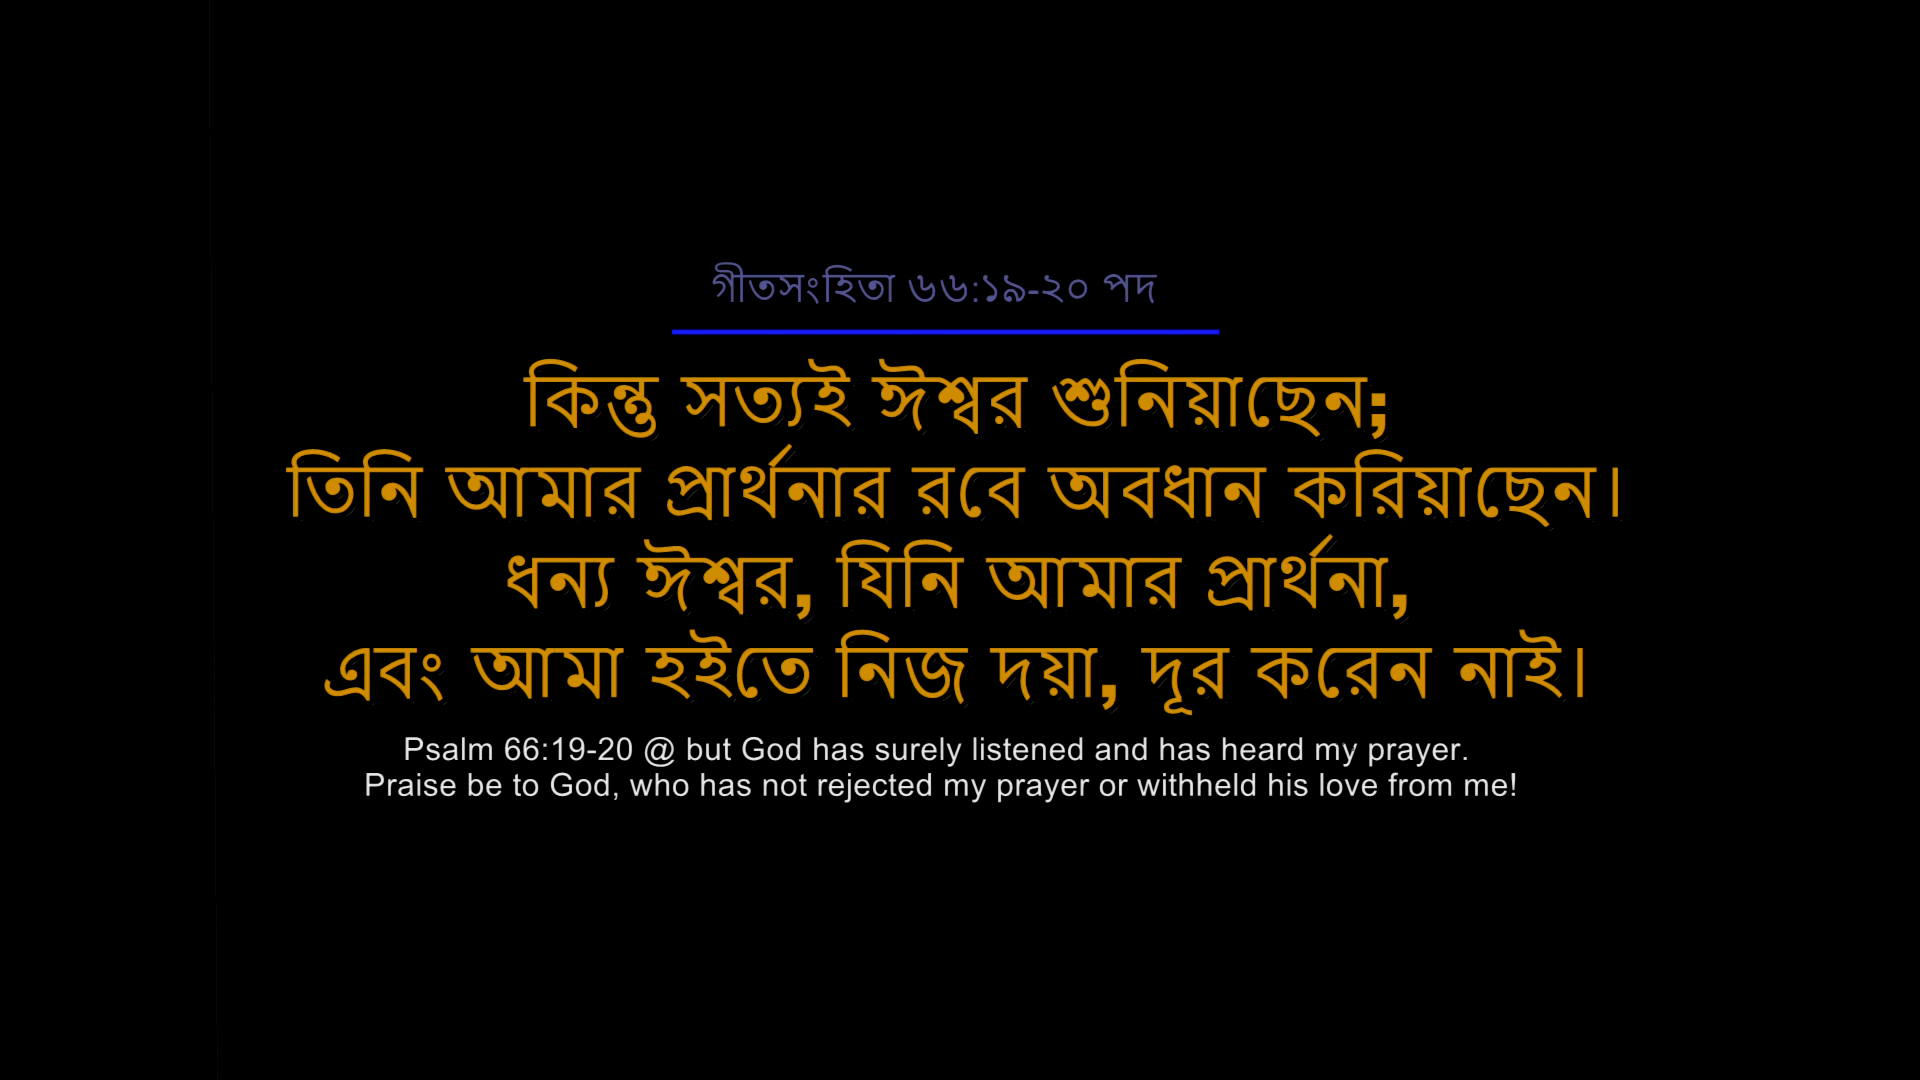 গীতসংহিতা ৬৬:১৯-২০ পদ
কিন্তু সত্যই ঈশ্বর শুনিয়াছেন;
তিনি আমার প্রার্থনার রবে অবধান করিয়াছেন।
ধন্য ঈশ্বর, যিনি আমার প্রার্থনা,
এবং আমা হইতে নিজ দয়া, দূর করেন নাই।
Psalm 66:19-20 @ but God has surely listened and has heard my prayer.
Praise be to God, who has not rejected my prayer or withheld his love from me!